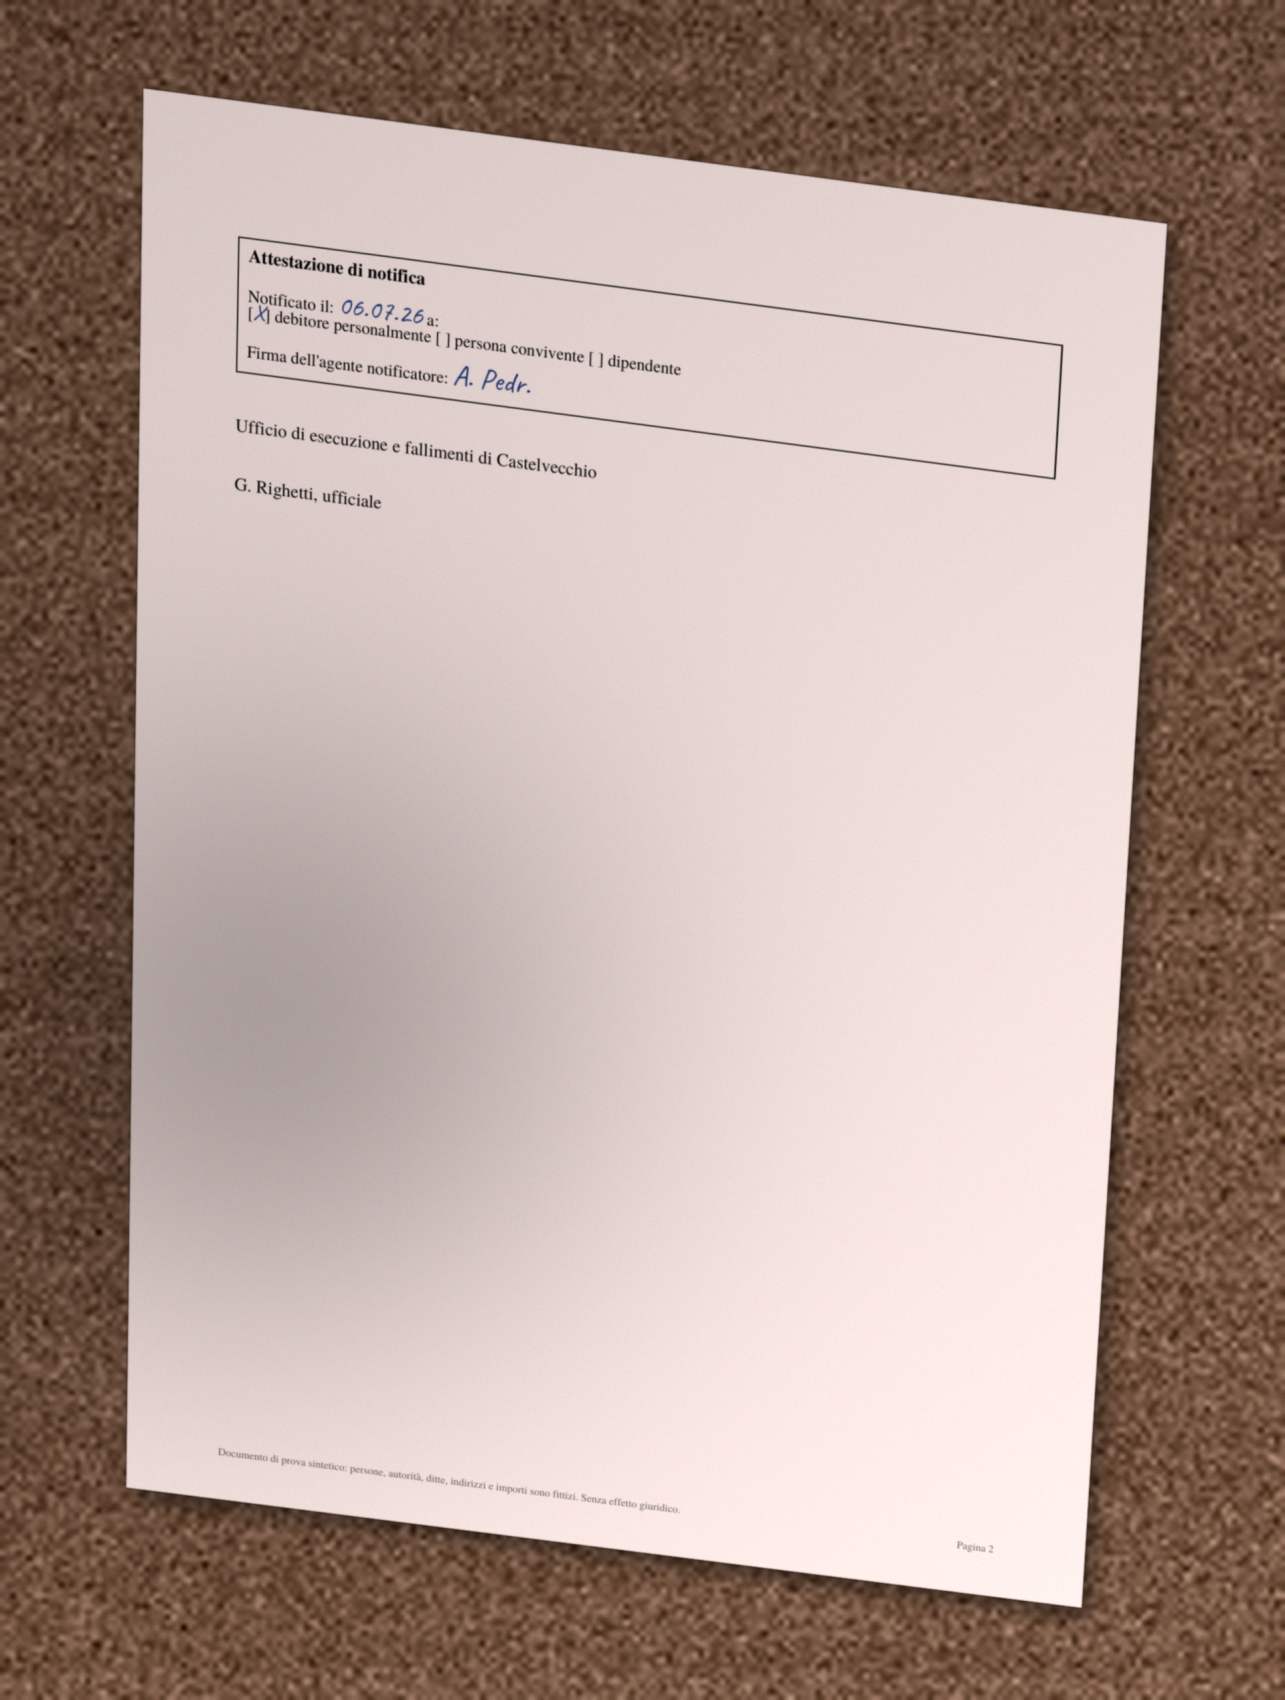 Attestazione di notifica
Notificato il: 06.07.26 a:
[X] debitore personalmente [ ] persona convivente [ ] dipendente
Firma dell'agente notificatore: A. Pedr.
Ufficio di esecuzione e fallimenti di Castelvecchio
G. Righetti, ufficiale
Documento di prova sintetico: persone, autorità, ditte, indirizzi e importi sono fittizi. Senza effetto giuridico.
Pagina 2